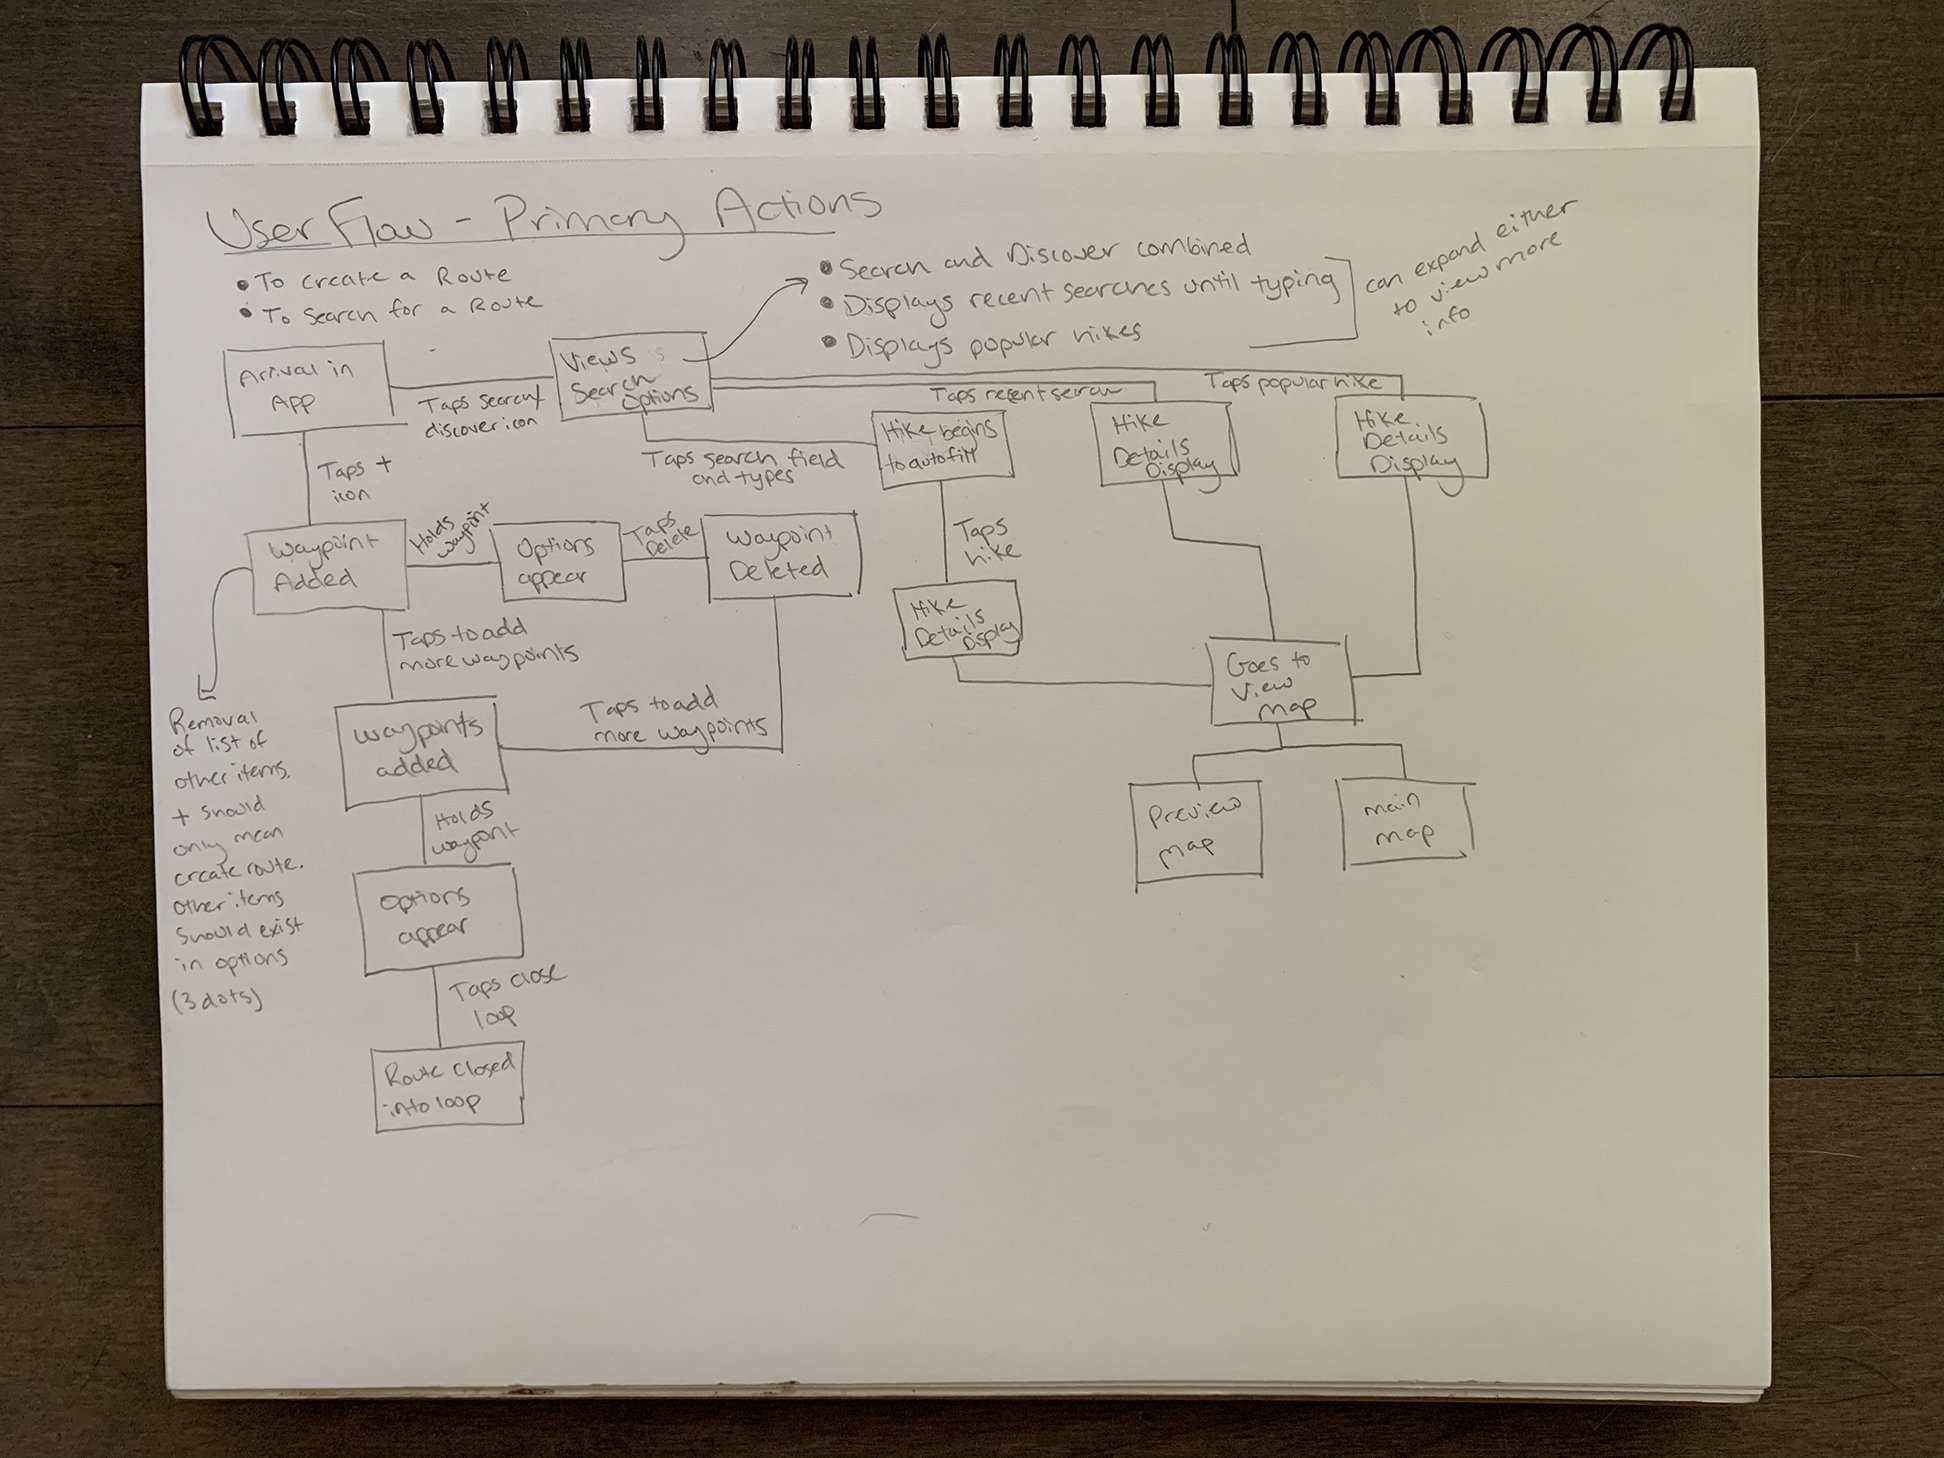 User Flow - Primary Actions
• To create a Route
• To Search for a Route
• Search and Discover combined
• Displays recent searches until typing
• Displays popular hikes
can expand either
to view more
info
Arrival in
App
Taps search/
discover icon
Views
Search
Options
Taps recent search
Taps popular hike
Taps search field
and types
Hike begins
to autofill
Hike
Details
Display
Hike
Details
Display
Taps +
icon
Waypoint
Added
Holds
waypoint
Options
appear
Taps
Delete
Waypoint
Deleted
Taps
hike
Hike
Details
Display
Taps to add
more waypoints
Taps to add
more waypoints
Goes to
View
map
Removal
of list of
other items.
+ should
only mean
create route.
Other items
Should exist
in options
(3 dots)
Waypoints
added
Preview
map
main
map
Holds
waypoint
Options
appear
Taps close
loop
Route closed
into loop